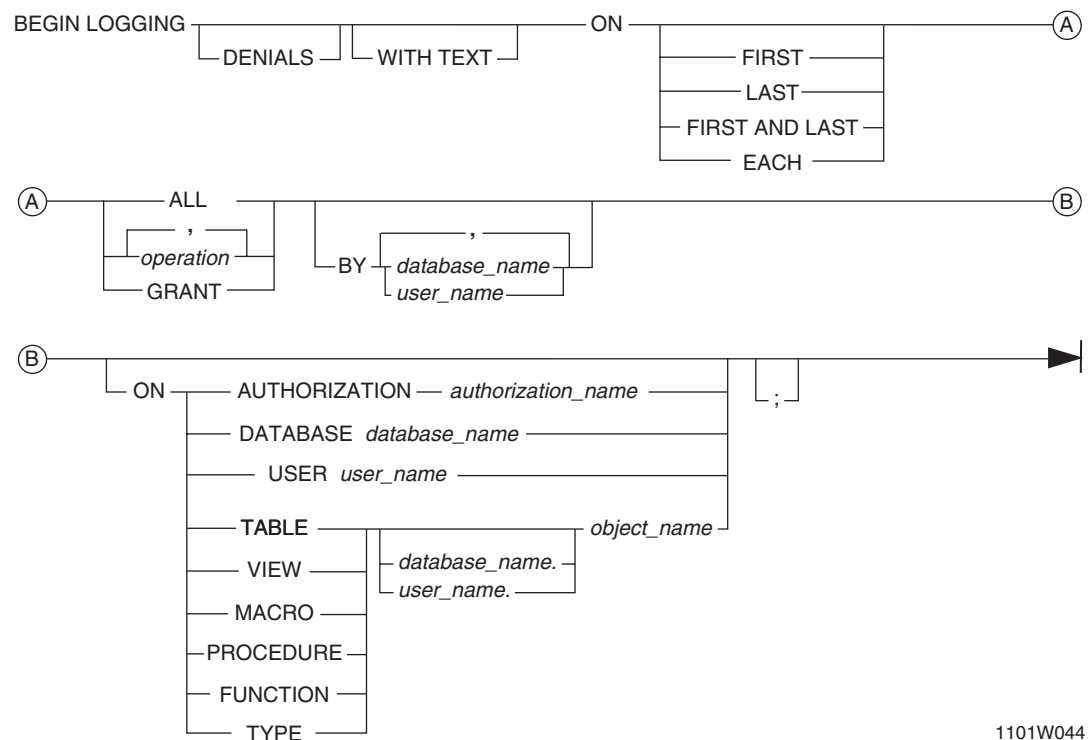 BEGIN LOGGING DENIALS WITH TEXT ON FIRST A
LAST
FIRST AND LAST
EACH
A ALL , B
, BY database_name
operation user_name
GRANT
B
ON AUTHORIZATION authorization_name ;
DATABASE database_name
USER user_name
TABLE object_name
VIEW database_name.
MACRO user_name.
PROCEDURE
FUNCTION
TYPE
1101W044